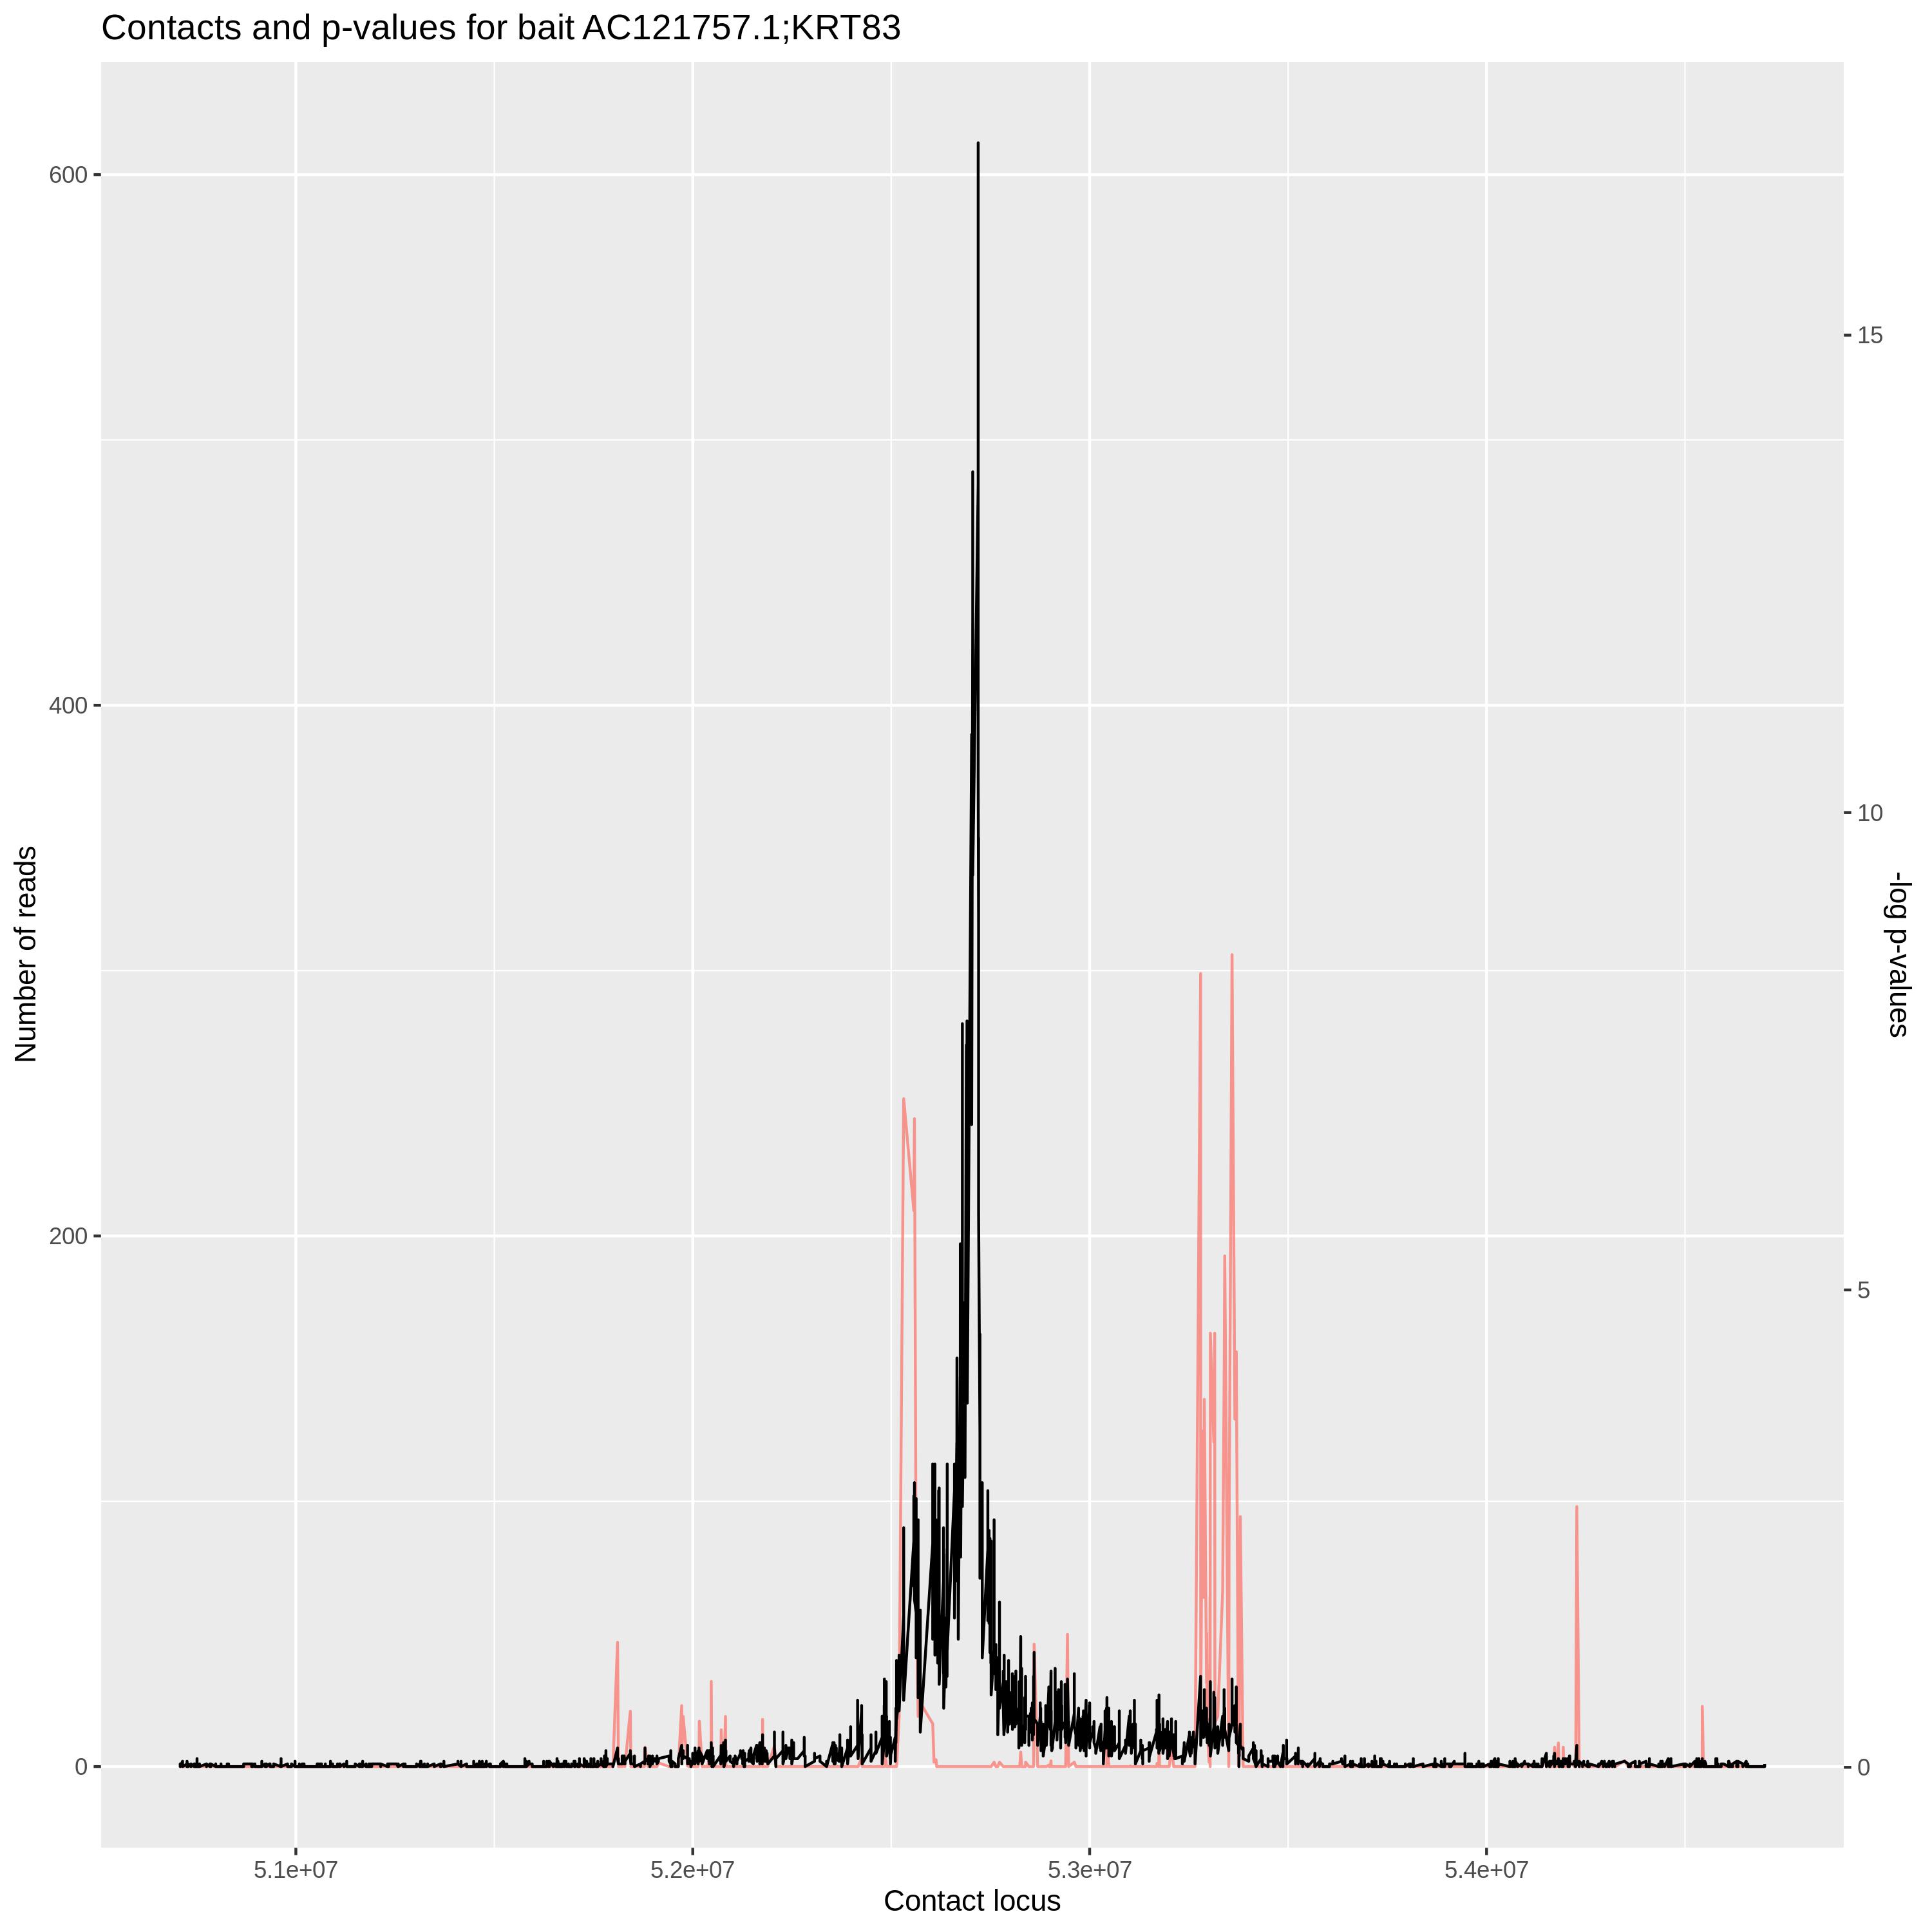 Contacts and p-values for bait AC121757.1;KRT83
600
400
200
0
Number of reads
15
10
5
0
-log p-values
5.1e+07
5.2e+07
5.3e+07
5.4e+07
Contact locus